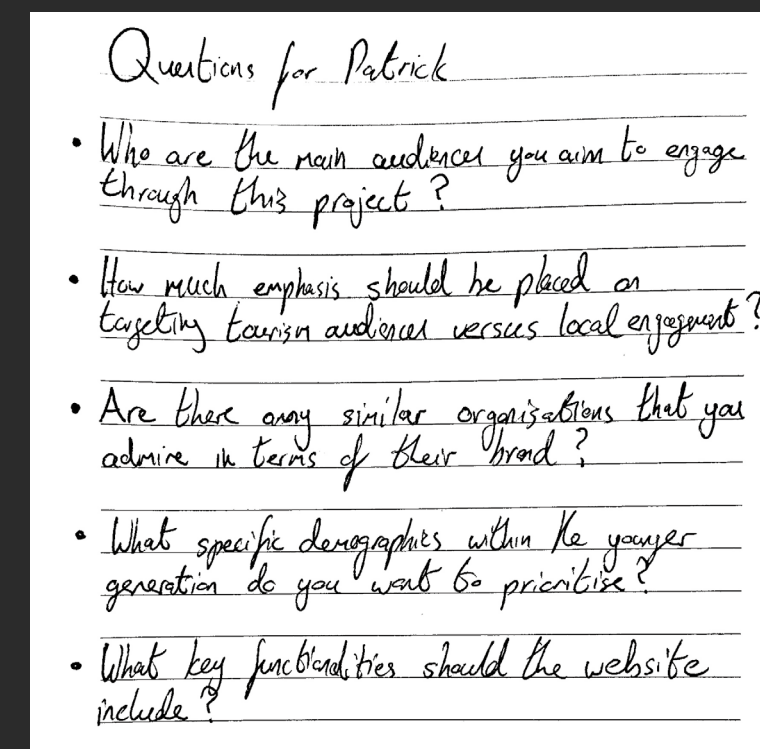 Questions for Patrick
• Who are the main audiences you aim to engage
through this project?
• How much emphasis should be placed on
targeting tourism audiences versus local engagement?
• Are there any similar organisations that you
admire in terms of their brand?
• What specific demographics within the younger
generation do you want to prioritise?
• What key functionalities should the website
include?